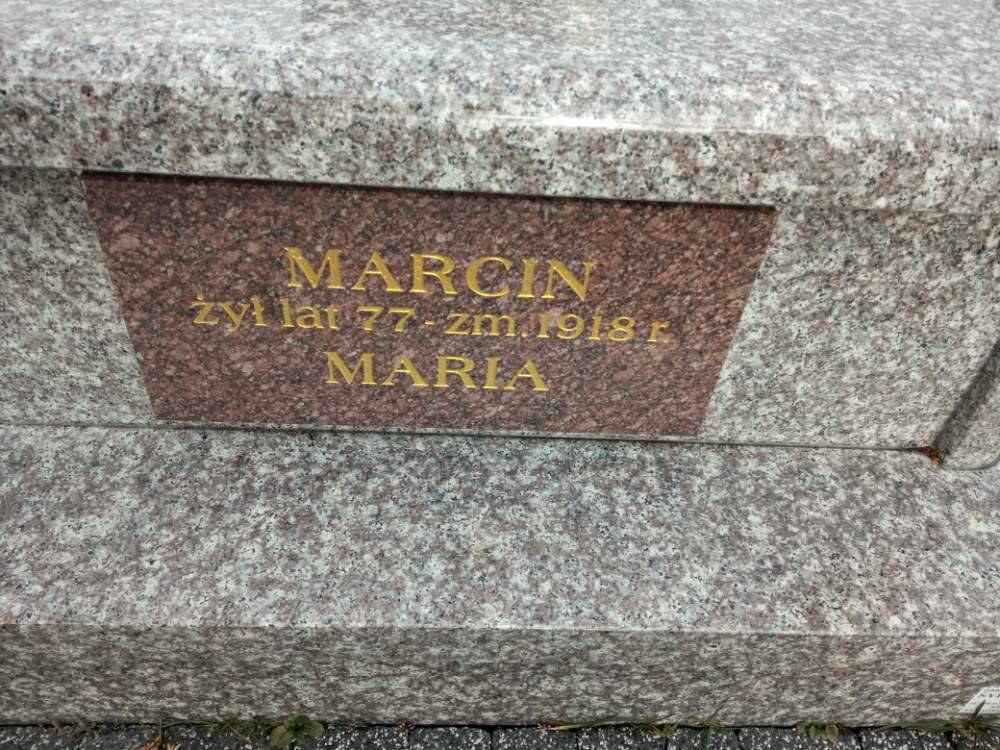 MARCIN
żył lat 77 - zm. 1918 r.
MARIA